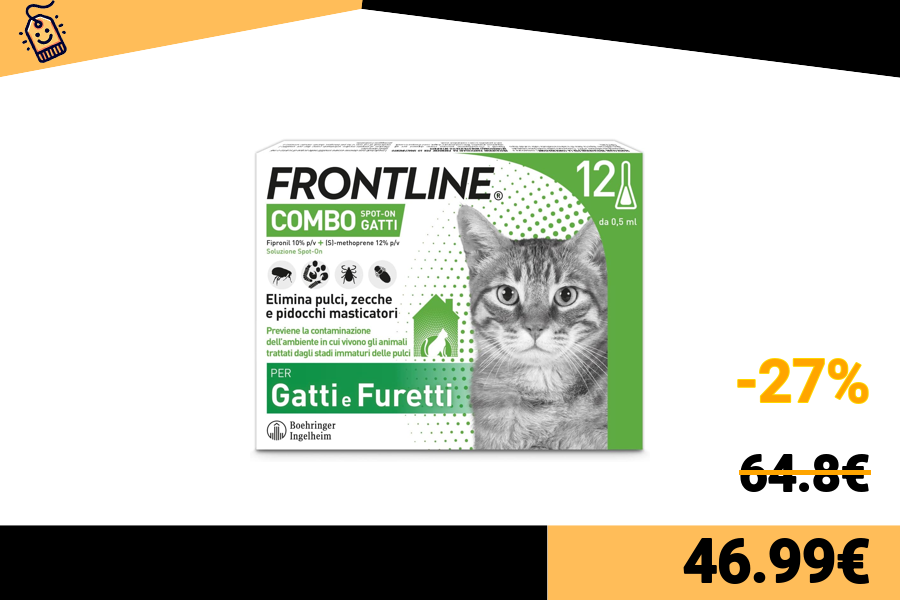 FRONTLINE®
COMBO SPOT-ON GATTI
Fipronil 10% p/v + (S)-methoprene 12% p/v
Soluzione Spot-On
12
da 0,5 ml
Elimina pulci, zecche
e pidocchi masticatori
Previene la contaminazione
dell'ambiente in cui vivono gli animali
trattati dagli stadi immaturi delle pulci
PER
Gatti e Furetti
Boehringer
Ingelheim
-27%
64.8€
46.99€